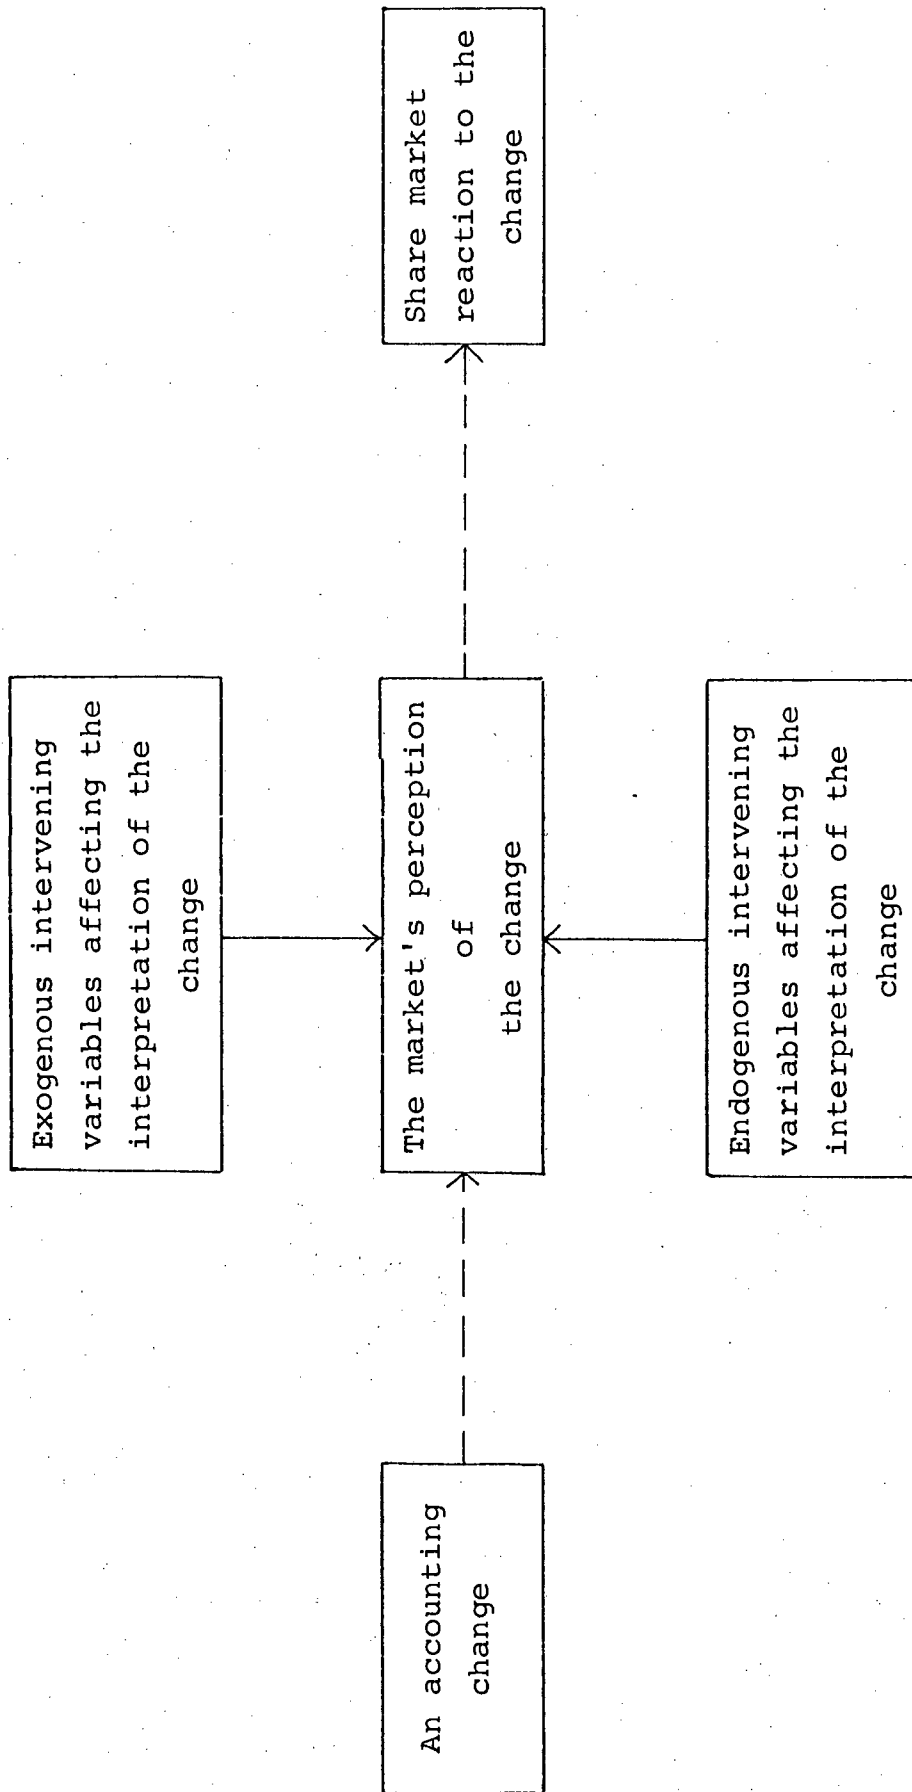 Exogenous intervening
variables affecting the
interpretation of the
change
An accounting
change
The market's perception
of
the change
Share market
reaction to the
change
Endogenous intervening
variables affecting the
interpretation of the
change